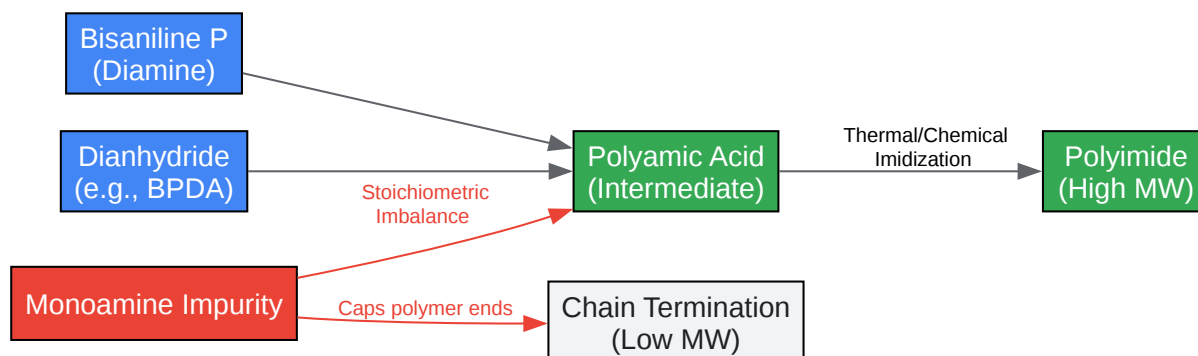 Bisaniline P
(Diamine)
Dianhydride
(e.g., BPDA)
Stoichiometric
Imbalance
Monoamine Impurity
Caps polymer ends
Polyamic Acid
(Intermediate)
Chain Termination
(Low MW)
Thermal/Chemical
Imidization
Polyimide
(High MW)